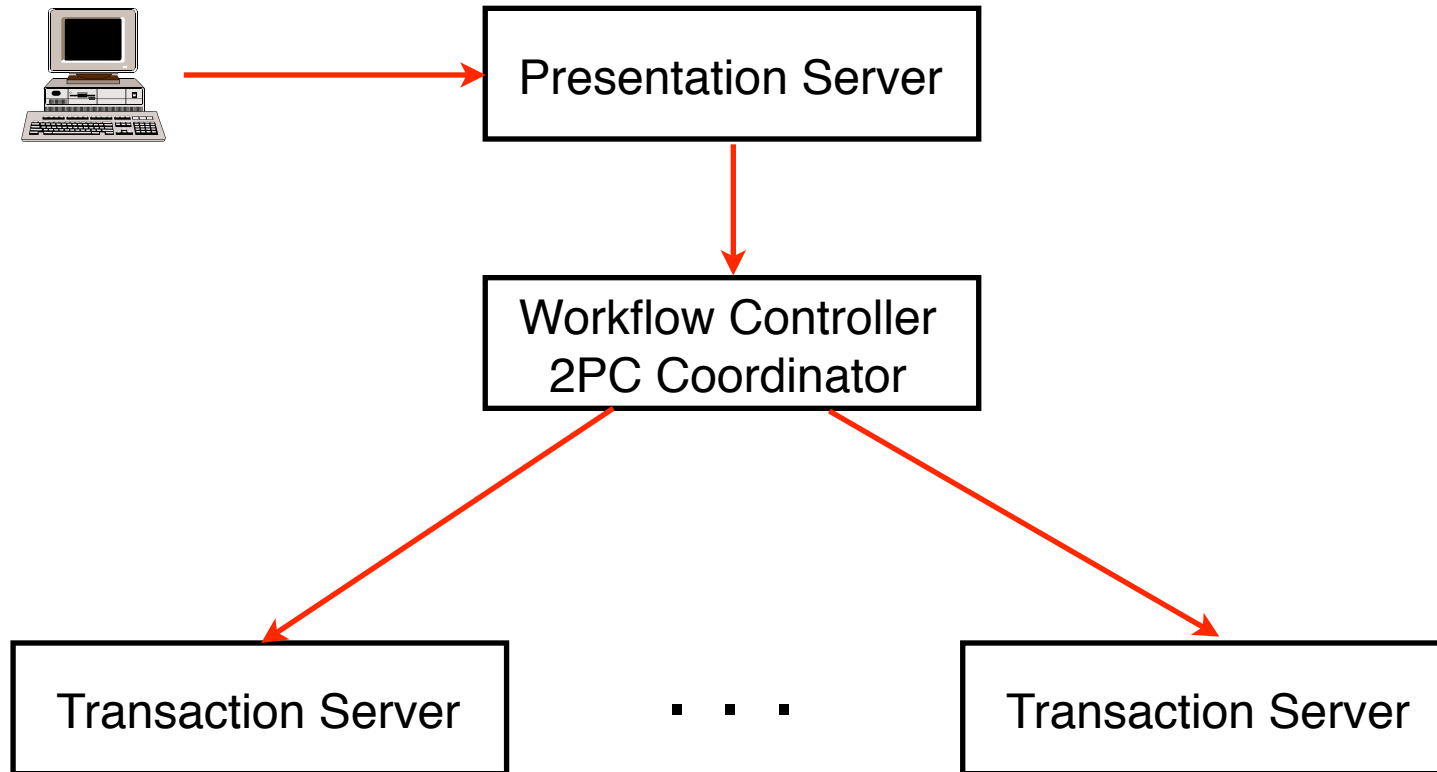 Presentation Server
Workflow Controller
2PC Coordinator
Transaction Server
. . .
Transaction Server